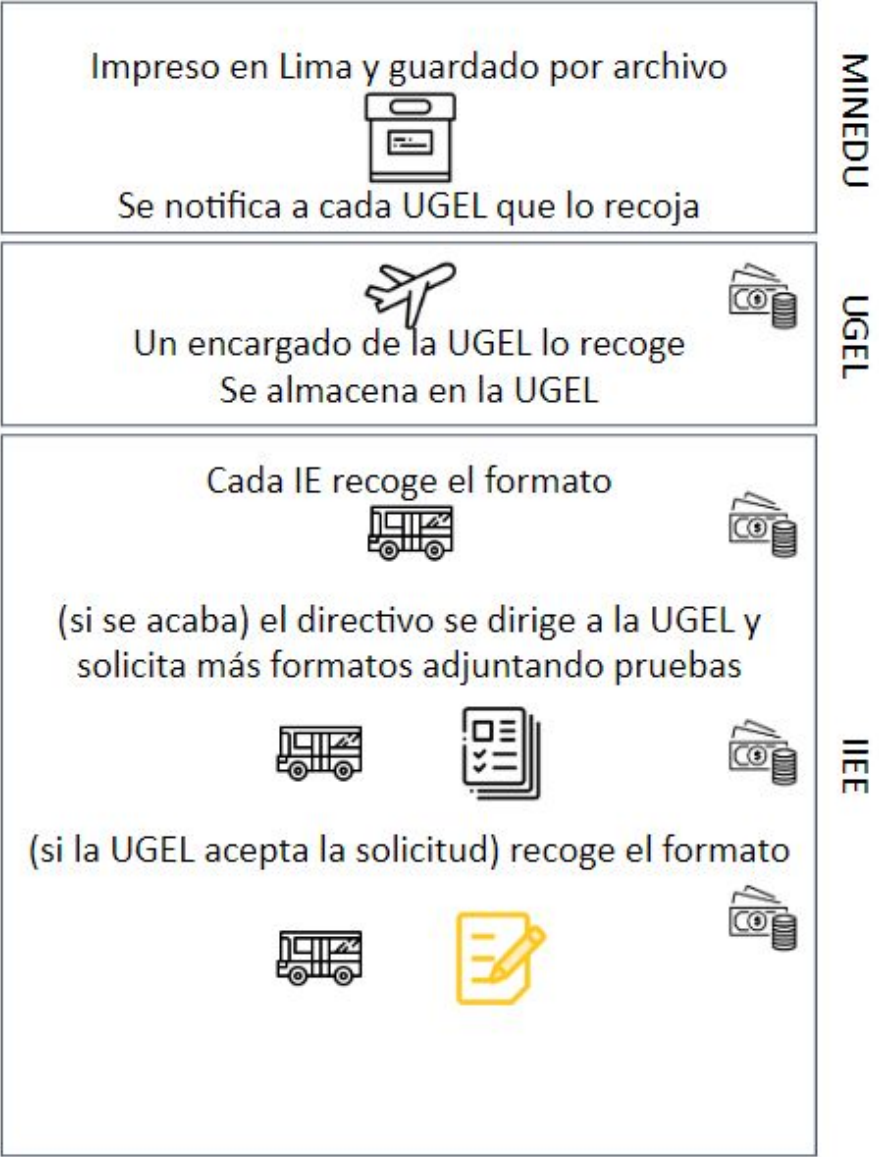 Impreso en Lima y guardado por archivo
Se notifica a cada UGEL que lo recoja
MINEDU
Un encargado de la UGEL lo recoge
Se almacena en la UGEL
UGEL
Cada IE recoge el formato
(si se acaba) el directivo se dirige a la UGEL y
solicita más formatos adjuntando pruebas
(si la UGEL acepta la solicitud) recoge el formato
IIEE